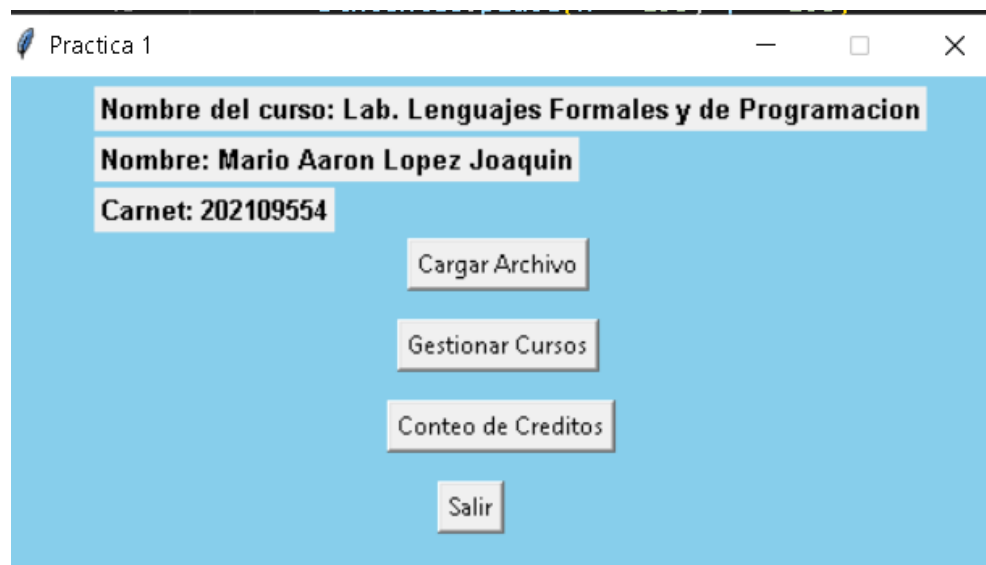 Practica 1
Nombre del curso: Lab. Lenguajes Formales y de Programacion
Nombre: Mario Aaron Lopez Joaquin
Carnet: 202109554
Cargar Archivo
Gestionar Cursos
Conteo de Creditos
Salir